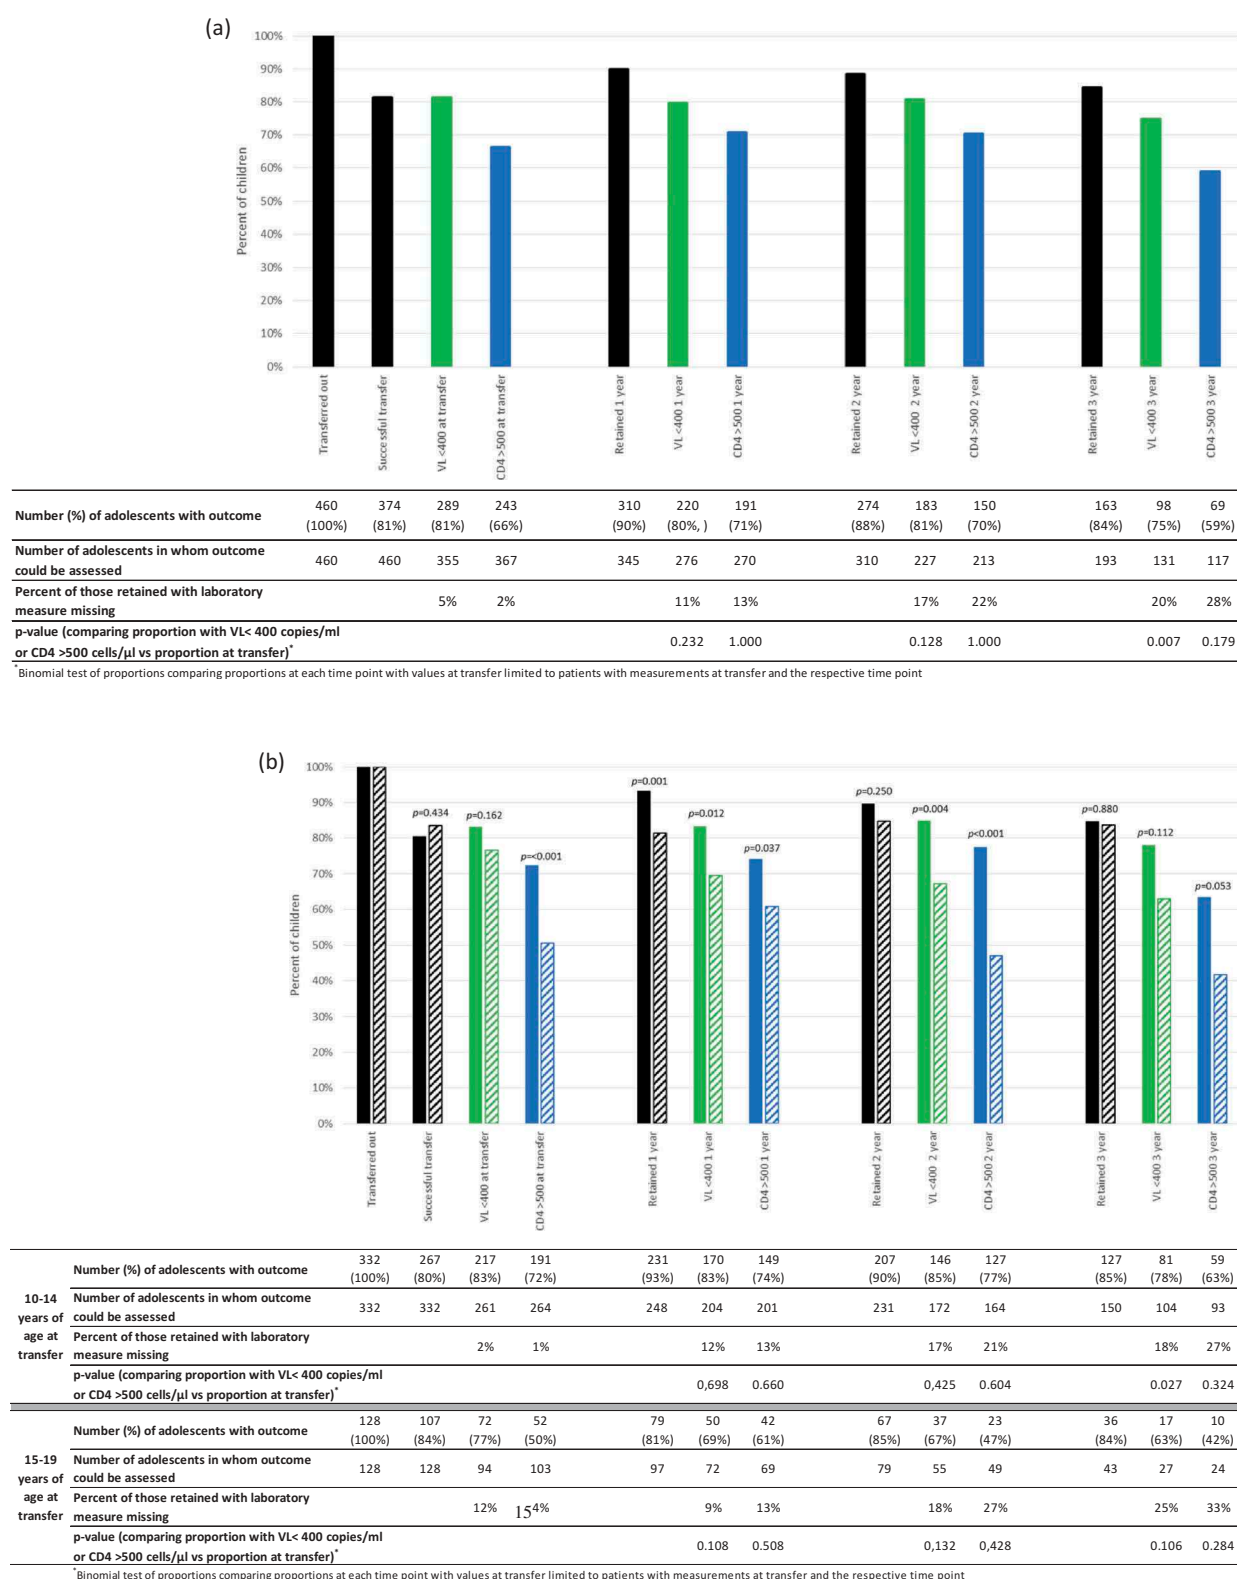 (a)
100%
90%
80%
70%
60%
50%
40%
30%
20%
10%
0%
Percent of children
Transferred out
Successful transfer
VL <400 at transfer
CD4 >500 at transfer
Retained 1 year
VL <400 1 year
CD4 >500 1 year
Retained 2 year
VL <400 2 year
CD4 >500 2 year
Retained 3 year
VL <400 3 year
CD4 >500 3 year
Number (%) of adolescents with outcome 460 374 289 243 310 220 191 274 183 150 163 98 69
(100%) (81%) (81%) (66%) (90%) (80%, ) (71%) (88%) (81%) (70%) (84%) (75%) (59%)
Number of adolescents in whom outcome
could be assessed 460 460 355 367 345 276 270 310 227 213 193 131 117
Percent of those retained with laboratory
measure missing 5% 2% 11% 13% 17% 22% 20% 28%
p-value (comparing proportion with VL< 400 copies/ml
or CD4 >500 cells/µl vs proportion at transfer)* 0.232 1.000 0.128 1.000 0.007 0.179
*Binomial test of proportions comparing proportions at each time point with values at transfer limited to patients with measurements at transfer and the respective time point
(b)
100%
90%
80%
70%
60%
50%
40%
30%
20%
10%
0%
Percent of children
p=0.434
p=0.162
p=<0.001
p=0.001
p=0.012
p=0.037
p=0.250
p=0.004
p<0.001
p=0.880
p=0.112
p=0.053
Transferred out
Successful transfer
VL <400 at transfer
CD4 >500 at transfer
Retained 1 year
VL <400 1 year
CD4 >500 1 year
Retained 2 year
VL <400 2 year
CD4 >500 2 year
Retained 3 year
VL <400 3 year
CD4 >500 3 year
10-14
years of
age at
transfer
Number (%) of adolescents with outcome 332 267 217 191 231 170 149 207 146 127 127 81 59
(100%) (80%) (83%) (72%) (93%) (83%) (74%) (90%) (85%) (77%) (85%) (78%) (63%)
Number of adolescents in whom outcome
could be assessed 332 332 261 264 248 204 201 231 172 164 150 104 93
Percent of those retained with laboratory
measure missing 2% 1% 12% 13% 17% 21% 18% 27%
p-value (comparing proportion with VL< 400 copies/ml
or CD4 >500 cells/µl vs proportion at transfer)* 0,698 0.660 0,425 0.604 0.027 0.324
15-19
years of
age at
transfer
Number (%) of adolescents with outcome 128 107 72 52 79 50 42 67 37 23 36 17 10
(100%) (84%) (77%) (50%) (81%) (69%) (61%) (85%) (67%) (47%) (84%) (63%) (42%)
Number of adolescents in whom outcome
could be assessed 128 128 94 103 97 72 69 79 55 49 43 27 24
Percent of those retained with laboratory
measure missing 12% 4% 9% 13% 18% 27% 25% 33%
15
p-value (comparing proportion with VL< 400 copies/ml
or CD4 >500 cells/µl vs proportion at transfer)* 0.108 0.508 0,132 0,428 0.106 0.284
*Binomial test of proportions comparing proportions at each time point with values at transfer limited to patients with measurements at transfer and the respective time point